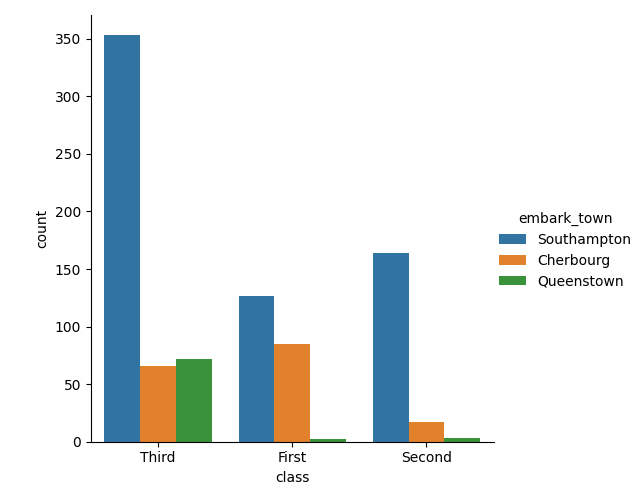 350
300
250
200
150
100
50
0
count
Third First Second
class
embark_town
Southampton
Cherbourg
Queenstown